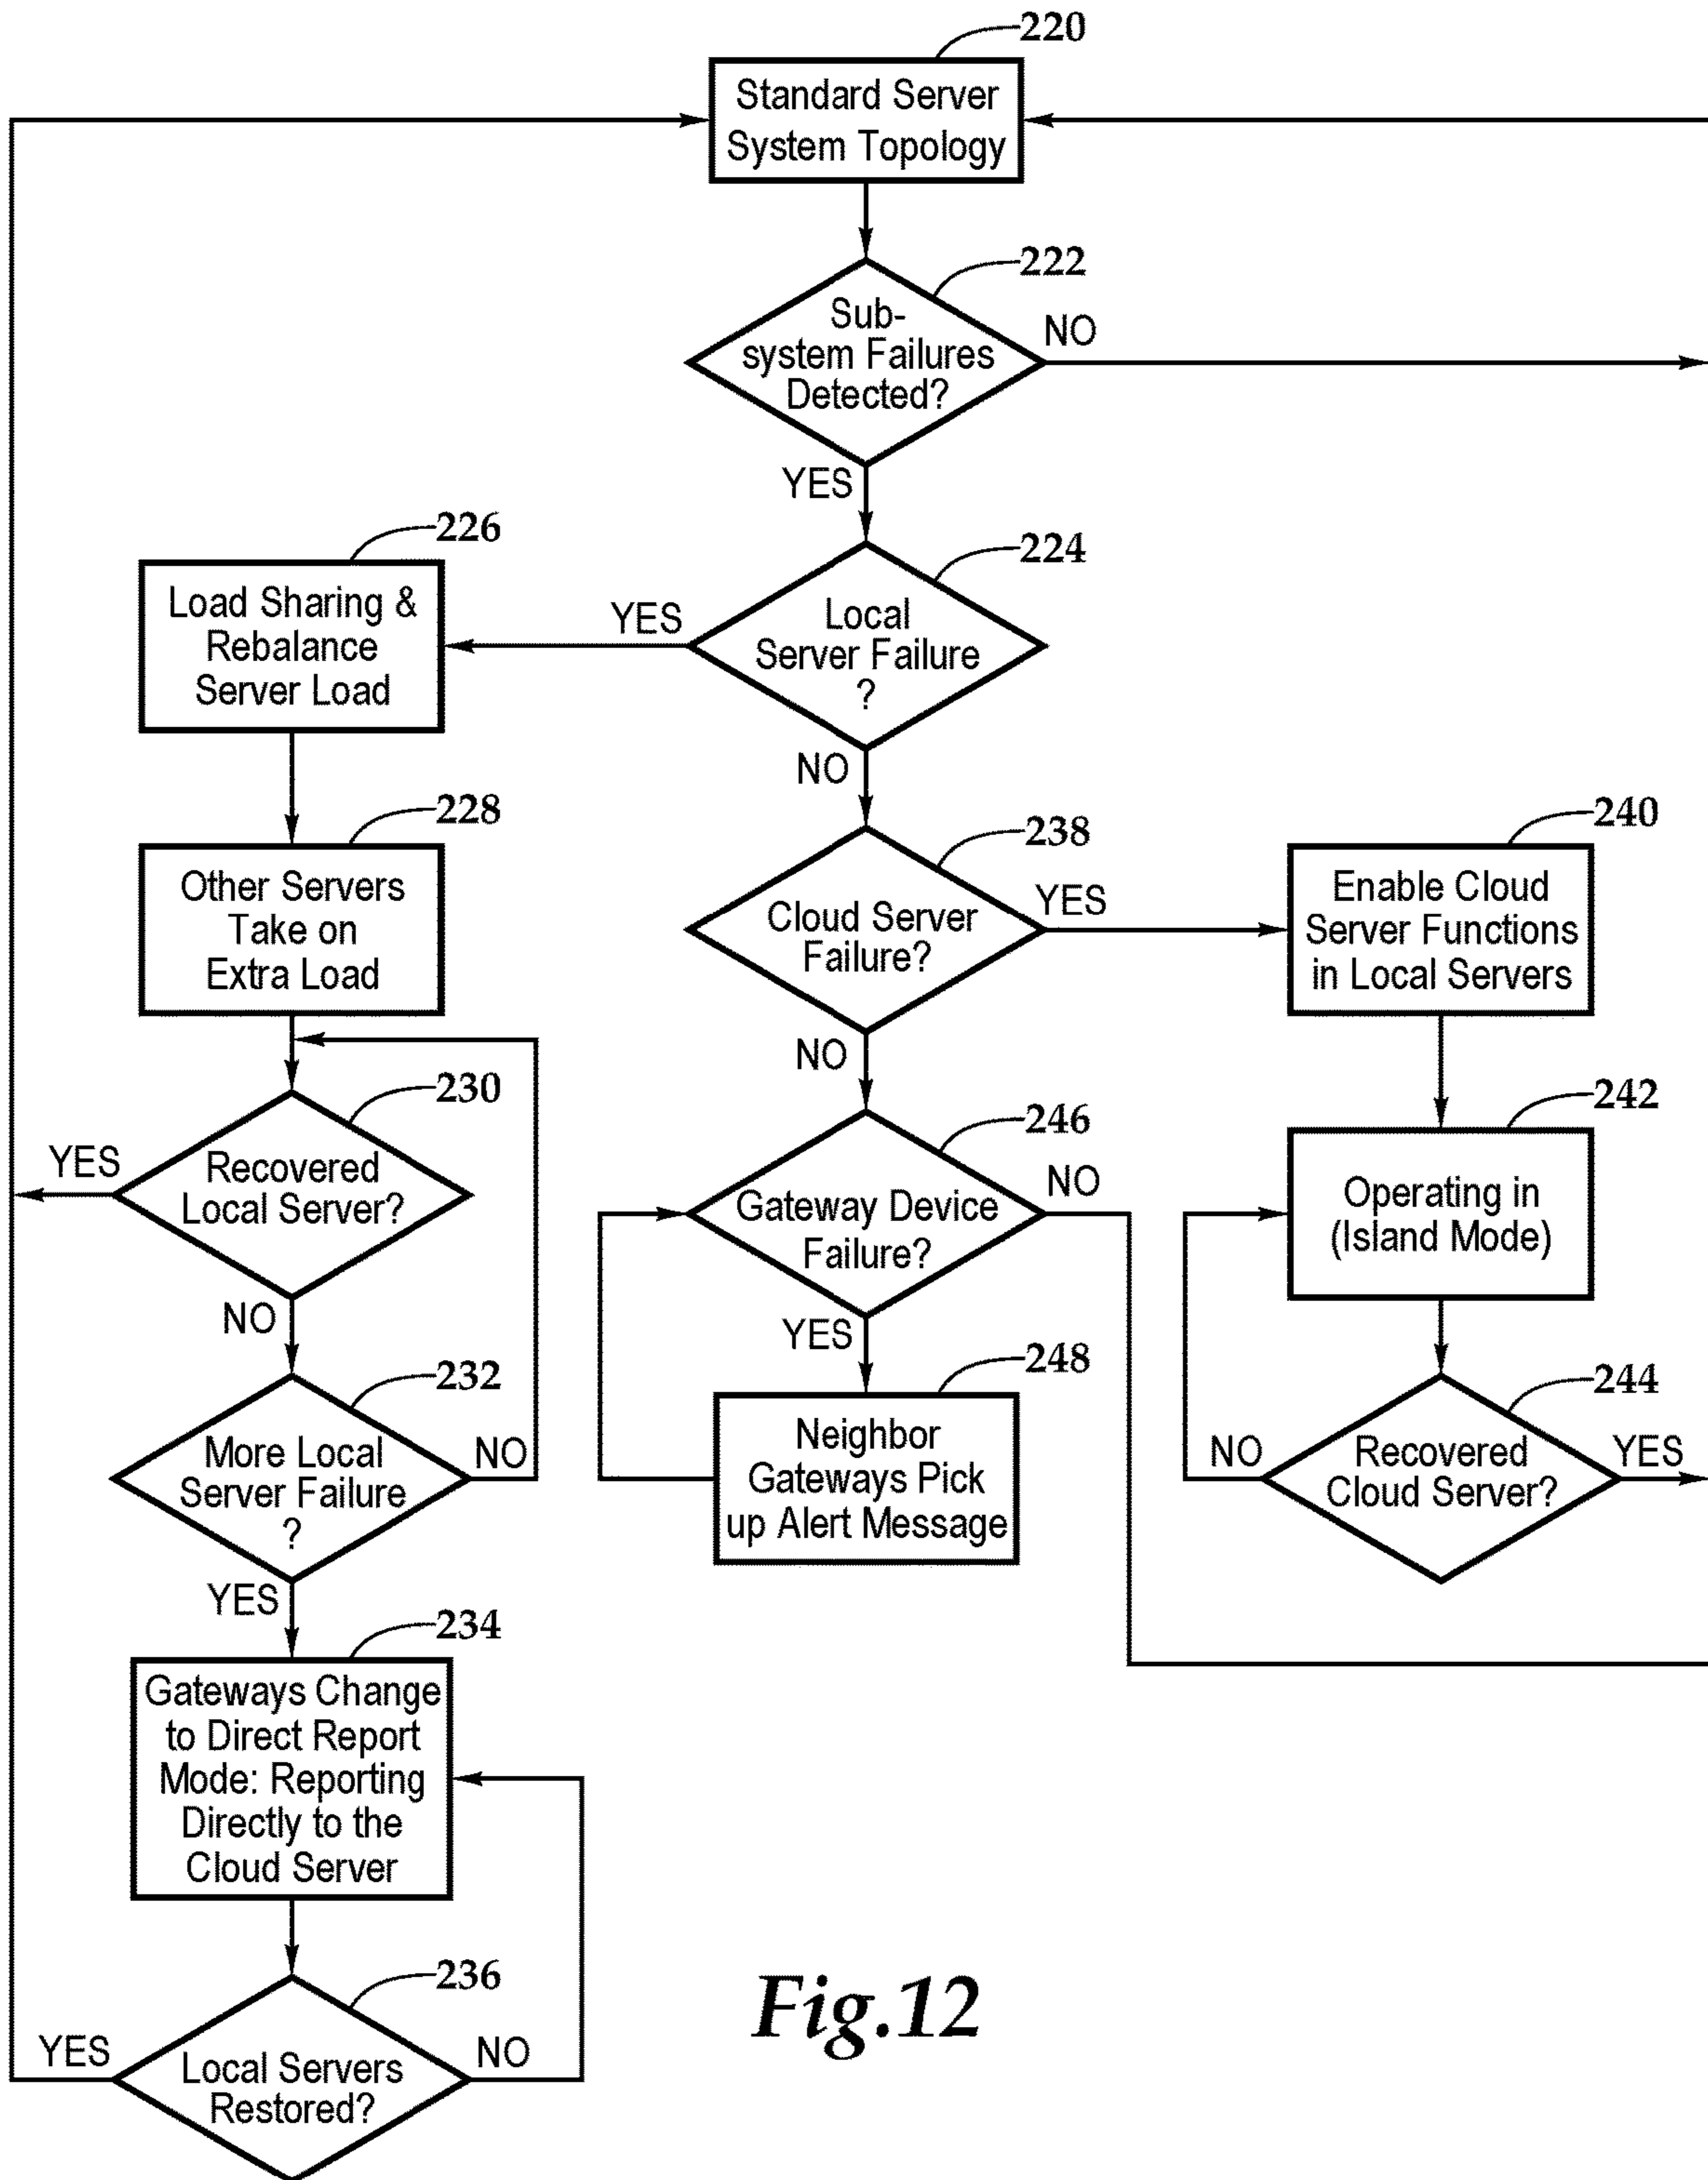 220
Standard Server
System Topology
222
Sub-
system Failures
Detected?
NO
YES
224
Local
Server Failure
?
YES
NO
226
Load Sharing &
Rebalance
Server Load
228
Other Servers
Take on
Extra Load
230
Recovered
Local Server?
YES
NO
232
More Local
Server Failure
?
NO
YES
234
Gateways Change
to Direct Report
Mode: Reporting
Directly to the
Cloud Server
236
Local Servers
Restored?
YES
NO
238
Cloud Server
Failure?
YES
NO
240
Enable Cloud
Server Functions
in Local Servers
242
Operating in
(Island Mode)
244
Recovered
Cloud Server?
NO
YES
246
Gateway Device
Failure?
NO
YES
248
Neighbor
Gateways Pick
up Alert Message
Fig.12